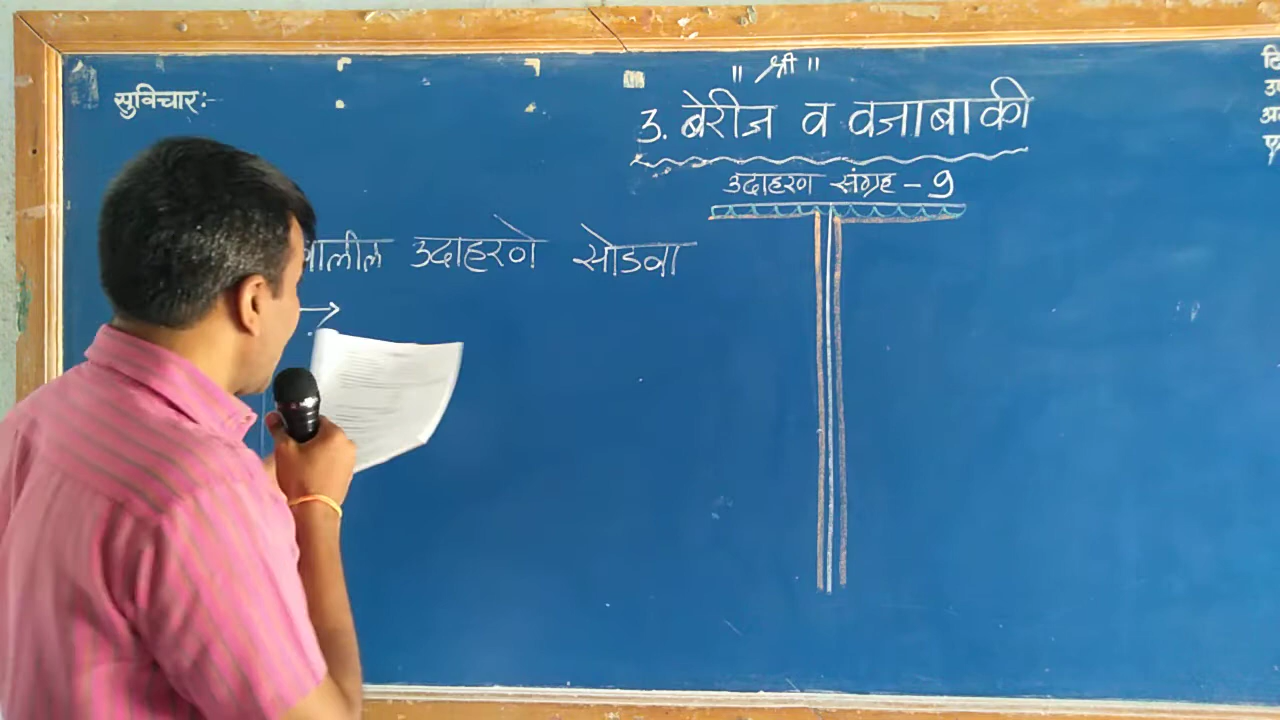 सुविचार:-
॥ श्री ॥
3. बेरीज व वजाबाकी
उदाहरण संग्रह - 9
उदाहरणे सोडवा